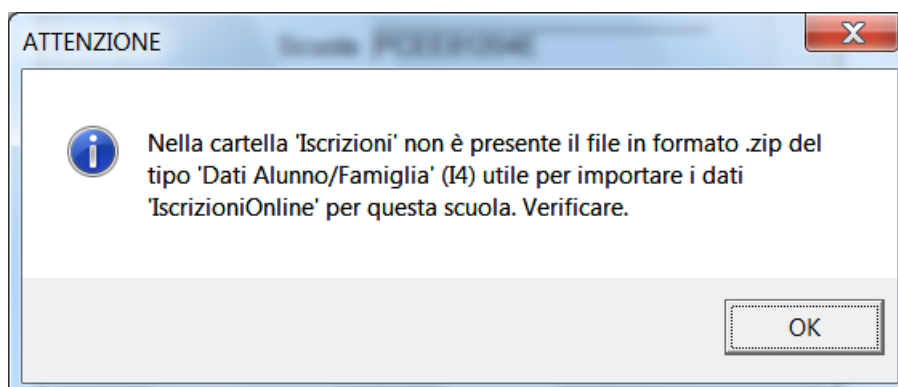 ATTENZIONE
Nella cartella 'Iscrizioni' non è presente il file in formato .zip del
tipo 'Dati Alunno/Famiglia' (I4) utile per importare i dati
'IscrizioniOnline' per questa scuola. Verificare.
OK